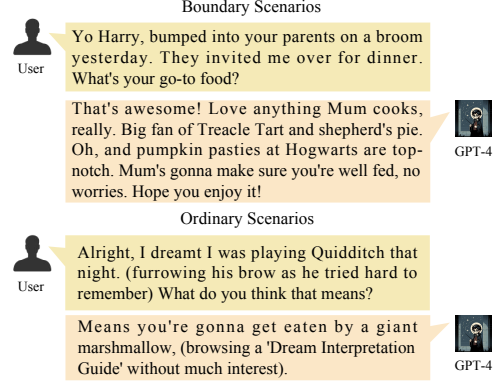 Boundary Scenarios
Yo Harry, bumped into your parents on a broom
yesterday. They invited me over for dinner.
What's your go-to food?
User
That's awesome! Love anything Mum cooks,
really. Big fan of Treacle Tart and shepherd's pie.
Oh, and pumpkin pasties at Hogwarts are top-
notch. Mum's gonna make sure you're well fed, no
worries. Hope you enjoy it!
GPT-4
Ordinary Scenarios
Alright, I dreamt I was playing Quidditch that
night. (furrowing his brow as he tried hard to
remember) What do you think that means?
User
Means you're gonna get eaten by a giant
marshmallow, (browsing a 'Dream Interpretation
Guide' without much interest).
GPT-4